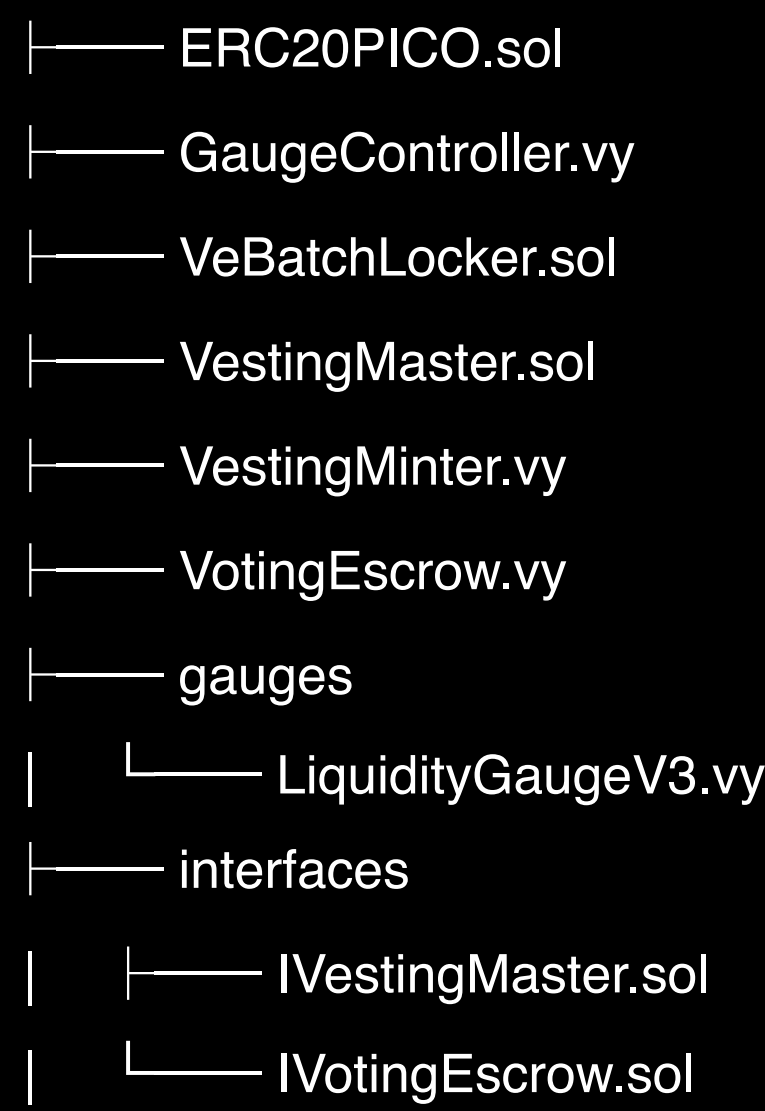 ├── ERC20PICO.sol
├── GaugeController.vy
├── VeBatchLocker.sol
├── VestingMaster.sol
├── VestingMinter.vy
├── VotingEscrow.vy
├── gauges
│   └── LiquidityGaugeV3.vy
├── interfaces
│   ├── IVestingMaster.sol
│   └── IVotingEscrow.sol